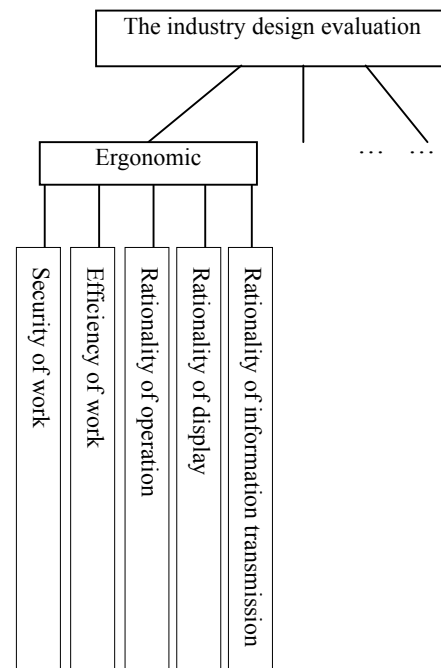 The industry design evaluation
Ergonomic
… …
Security of work
Efficiency of work
Rationality of operation
Rationality of display
Rationality of information transmission